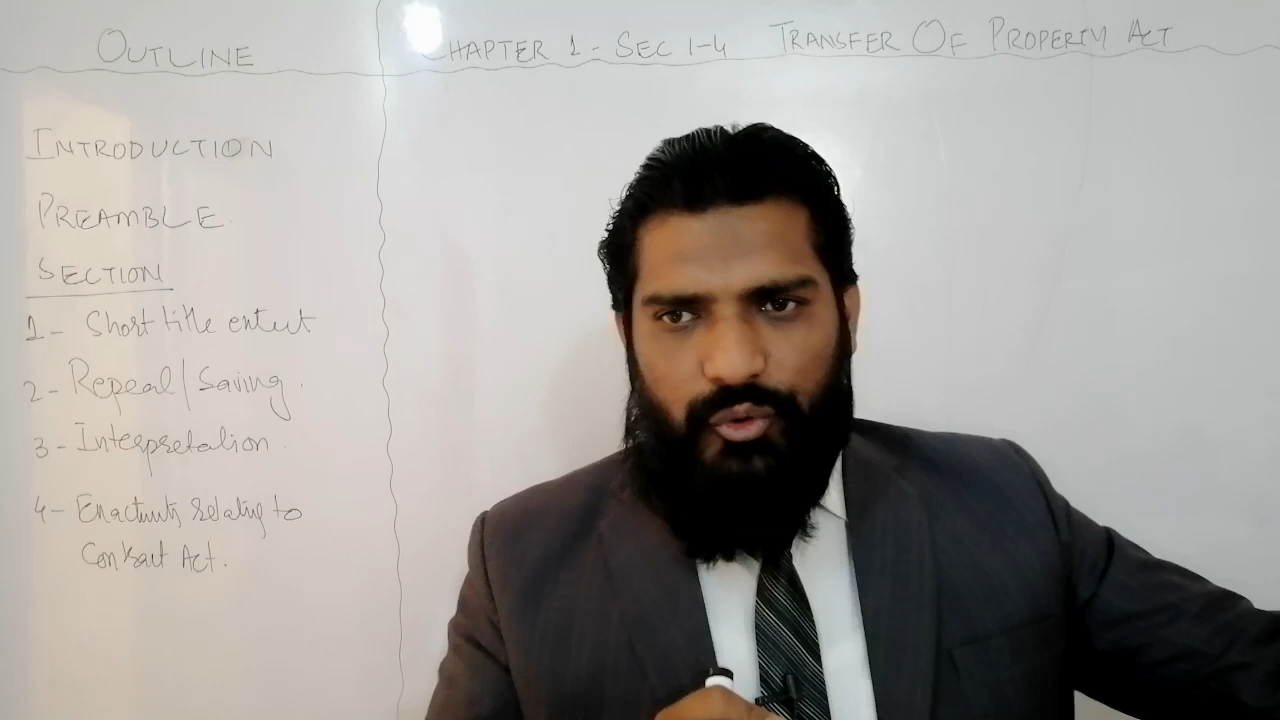 OUTLINE
CHAPTER 1 - SEC 1-4 TRANSFER OF PROPERTY ACT
INTRODUCTION
PREAMBLE.
SECTION
1 - Short title extent
2 - Repeal / Saving.
3 - Interpretation.
4 - Enactments relating to
Contract Act.